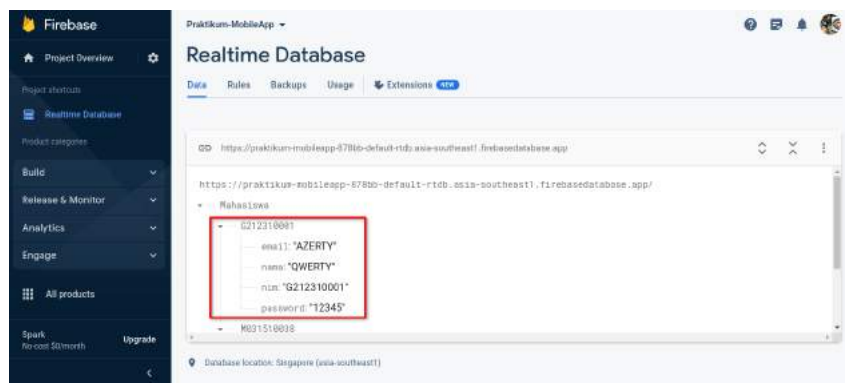 Firebase
Project Overview
Project shortcuts
Realtime Database
Product categories
Build
Release & Monitor
Analytics
Engage
All products
Spark
No-cost $0/month
Upgrade
Praktikum-MobileApp
Realtime Database
Data Rules Backups Usage Extensions NEW
https://praktikum-mobileapp-878bb-default-rtdb.asia-southeast1.firebasedatabase.app
https://praktikum-mobileapp-878bb-default-rtdb.asia-southeast1.firebasedatabase.app/
Mahasiswa
G212310001
email: "AZERTY"
nama: "QWERTY"
nim: "G212310001"
password: "12345"
M031510038
Database location: Singapore (asia-southeast1)